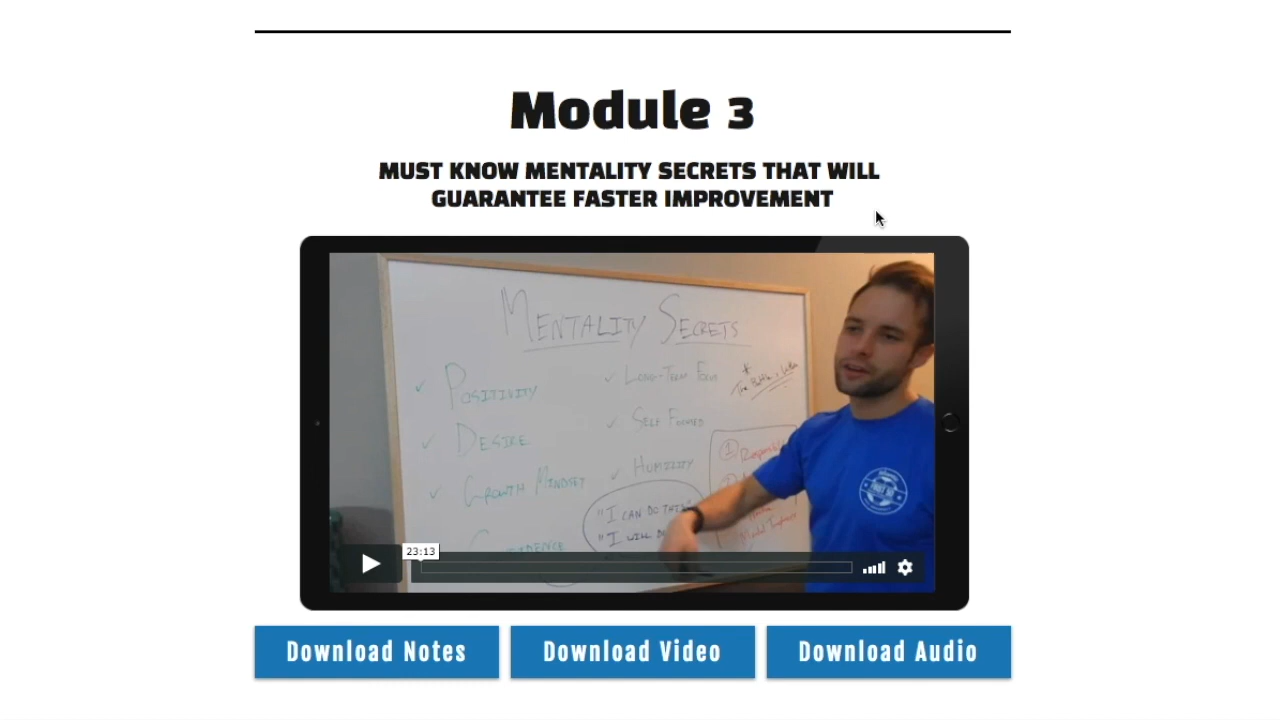 Module 3
MUST KNOW MENTALITY SECRETS THAT WILL
GUARANTEE FASTER IMPROVEMENT
MENTALITY SECRETS
POSITIVITY
DESIRE
GROWTH MINDSET
LONG-TERM FOCUS
SELF FOCUSED
HUMILITY
"I CAN DO THIS"
"I WILL
23:13
Download Notes
Download Video
Download Audio